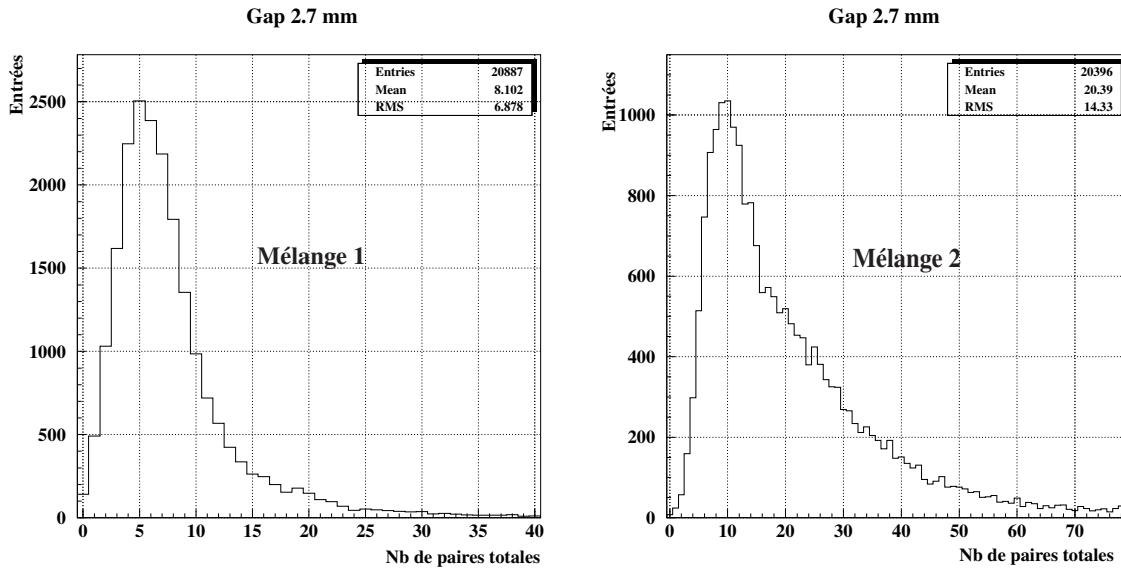 Gap 2.7 mm
Entrées
Entries 20887
Mean 8.102
RMS 6.878
2500
2000
1500
1000
500
0
Mélange 1
0 5 10 15 20 25 30 35 40
Nb de paires totales
Gap 2.7 mm
Entrées
Entries 20396
Mean 20.39
RMS 14.33
1000
800
600
400
200
0
Mélange 2
0 10 20 30 40 50 60 70
Nb de paires totales